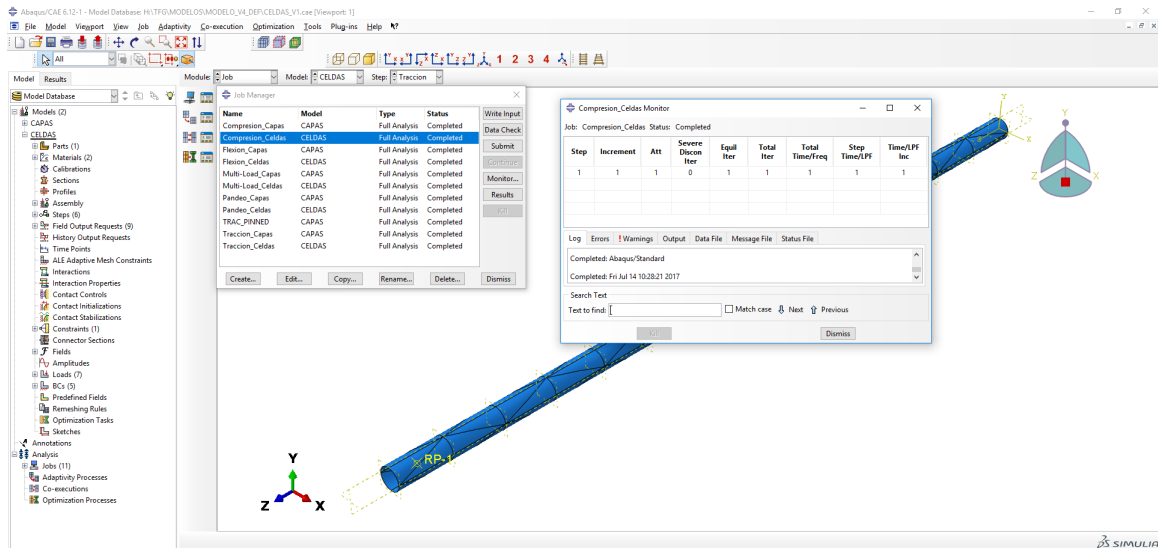 Abaqus/CAE 6.12-1 - Model Database: H:\TFG\MODELOS\MODELO_V4_DEF\CELDAS_V1.cae [Viewport: 1]
File Model Viewport View Job Adaptivity Co-execution Optimization Tools Plug-ins Help
All
1 2 3 4
Model Results
Module: Job Model: CELDAS Step: Traccion
Model Database
Models (2)
CAPAS
CELDAS
Parts (1)
Materials (2)
Calibrations
Sections
Profiles
Assembly
Steps (6)
Field Output Requests (9)
History Output Requests
Time Points
ALE Adaptive Mesh Constraints
Interactions
Interaction Properties
Contact Controls
Contact Initializations
Contact Stabilizations
Constraints (1)
Connector Sections
Fields
Amplitudes
Loads (7)
BCs (5)
Predefined Fields
Remeshing Rules
Optimization Tasks
Sketches
Annotations
Analysis
Jobs (11)
Adaptivity Processes
Co-executions
Optimization Processes
Job Manager
Name Model Type Status
Compresion_Capas CAPAS Full Analysis Completed
Compresion_Celdas CELDAS Full Analysis Completed
Flexion_Capas CAPAS Full Analysis Completed
Flexion_Celdas CELDAS Full Analysis Completed
Multi-Load_Capas CAPAS Full Analysis Completed
Multi-Load_Celdas CELDAS Full Analysis Completed
Pandeo_Capas CAPAS Full Analysis Completed
Pandeo_Celdas CELDAS Full Analysis Completed
TRAC_PINNED CAPAS Full Analysis Completed
Traccion_Capas CAPAS Full Analysis Completed
Traccion_Celdas CELDAS Full Analysis Completed
Write Input
Data Check
Submit
Continue
Monitor...
Results
Kill
Create... Edit... Copy... Rename... Delete... Dismiss
Compresion_Celdas Monitor
Job: Compresion_Celdas Status: Completed
Step Increment Att Severe Discon Iter Equil Iter Total Iter Total Time/Freq Step Time/LPF Time/LPF Inc
1 1 1 0 1 1 1 1 1
Log Errors ! Warnings Output Data File Message File Status File
Completed: Abaqus/Standard
Completed: Fri Jul 14 10:28:21 2017
Search Text
Text to find: Match case Next Previous
Kill Dismiss
Y
X
Y
Z X
RP-1
Y
Z X
SIMULIA